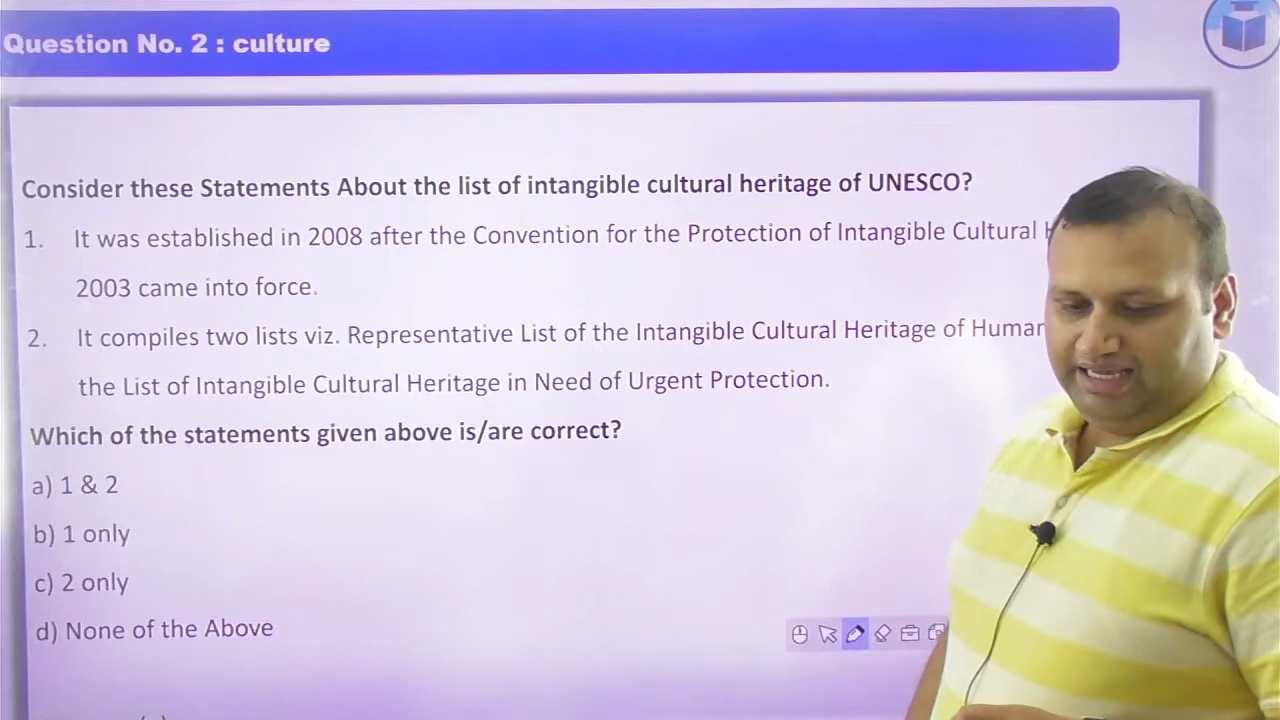 Question No. 2 : culture
Consider these Statements About the list of intangible cultural heritage of UNESCO?
1. It was established in 2008 after the Convention for the Protection of Intangible Cultural
2003 came into force.
2. It compiles two lists viz. Representative List of the Intangible Cultural Heritage of
the List of Intangible Cultural Heritage in Need of Urgent Protection.
Which of the statements given above is/are correct?
a) 1 & 2
b) 1 only
c) 2 only
d) None of the Above